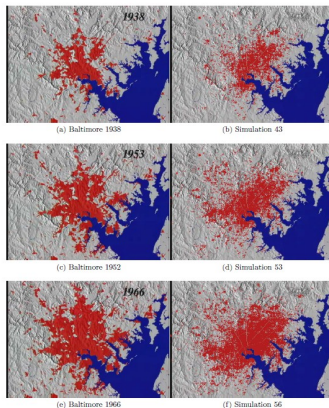 1938
(a) Baltimore 1938
(b) Simulation 43
1953
(c) Baltimore 1952
(d) Simulation 53
1966
(e) Baltimore 1966
(f) Simulation 56